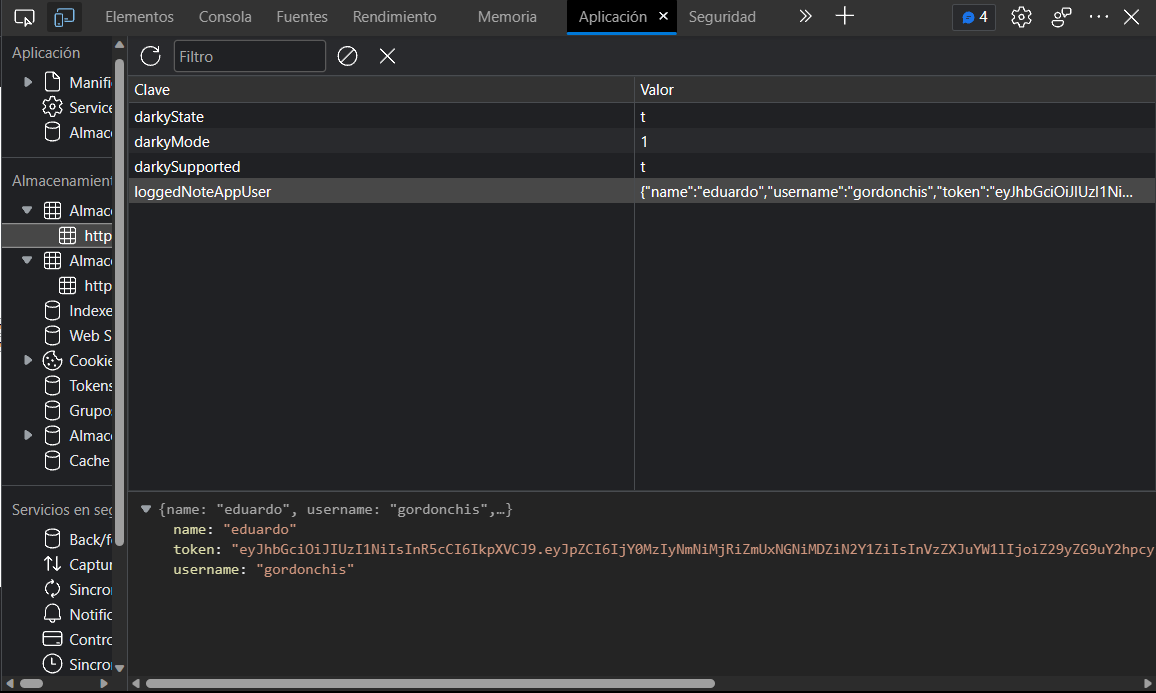 Elementos Consola Fuentes Rendimiento Memoria Aplicación Seguridad 4
Aplicación
Manifi
Service
Almac
Almacenamient
Almac
http
Almac
http
Indexe
Web S
Cookie
Tokens
Grupo
Almac
Cache
Servicios en seg
Back/f
Captur
Sincro
Notific
Contro
Sincro
Filtro
Clave Valor
darkyState t
darkyMode 1
darkySupported t
loggedNoteAppUser {"name":"eduardo","username":"gordonchis","token":"eyJhbGciOiJIUzI1Ni...
{name: "eduardo", username: "gordonchis",…}
name: "eduardo"
token: "eyJhbGciOiJIUzI1NiIsInR5cCI6IkpXVCJ9.eyJpZCI6IjY0MzIyNmNiMjRiZmUxNGNiMDZiN2Y1ZiIsInVzZXJuYW1lIjoiZ29yZG9uY2hpcy
username: "gordonchis"